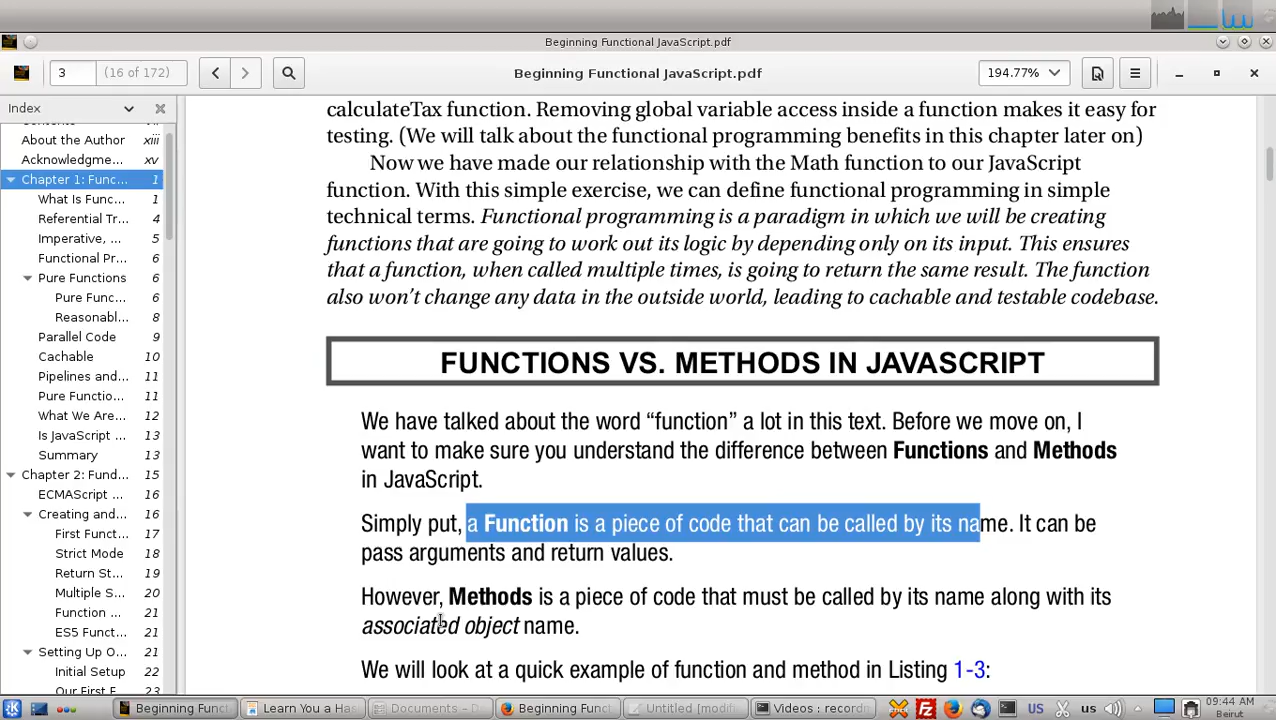 Beginning Functional JavaScript.pdf
3
(16 of 172)
Beginning Functional JavaScript.pdf
194.77%
Index
About the Author xiii
Acknowledgme... xv
Chapter 1: Func... 1
What Is Func... 1
Referential Tr... 4
Imperative, ... 5
Functional Pr... 6
Pure Functions 6
Pure Func... 6
Reasonabl... 8
Parallel Code 9
Cachable 10
Pipelines and... 11
Pure Functio... 11
What We Are... 12
Is JavaScript ... 13
Summary 13
Chapter 2: Fund... 15
ECMAScript ... 16
Creating and... 16
First Funct... 17
Strict Mode 18
Return St... 19
Multiple S... 20
Function ... 21
ES5 Funct... 21
Setting Up O... 21
Initial Setup 22
Our First F... 23
calculateTax function. Removing global variable access inside a function makes it easy for
testing. (We will talk about the functional programming benefits in this chapter later on)
Now we have made our relationship with the Math function to our JavaScript
function. With this simple exercise, we can define functional programming in simple
technical terms. Functional programming is a paradigm in which we will be creating
functions that are going to work out its logic by depending only on its input. This ensures
that a function, when called multiple times, is going to return the same result. The function
also won't change any data in the outside world, leading to cachable and testable codebase.
FUNCTIONS VS. METHODS IN JAVASCRIPT
We have talked about the word “function” a lot in this text. Before we move on, I
want to make sure you understand the difference between Functions and Methods
in JavaScript.
Simply put, a Function is a piece of code that can be called by its name. It can be
pass arguments and return values.
However, Methods is a piece of code that must be called by its name along with its
associated object name.
We will look at a quick example of function and method in Listing 1-3:
Beginning Func...
Learn You a Has...
Documents – D...
Beginning Func...
Untitled [modifi...
Videos : recordi...
US
us
09:44 AM
Beirut